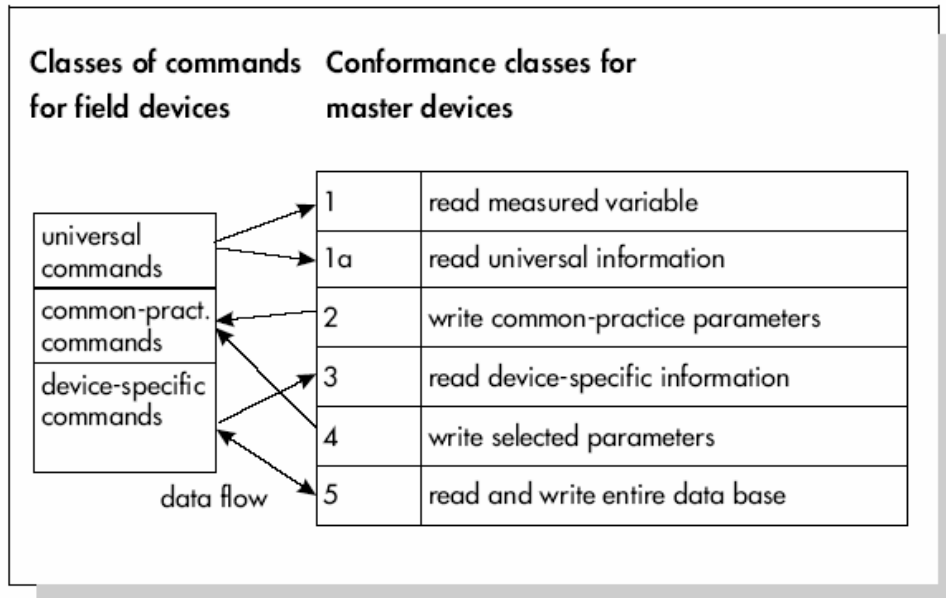 Classes of commands
for field devices
Conformance classes for
master devices
universal
commands
common-pract.
commands
device-specific
commands
data flow
1 read measured variable
1a read universal information
2 write common-practice parameters
3 read device-specific information
4 write selected parameters
5 read and write entire data base